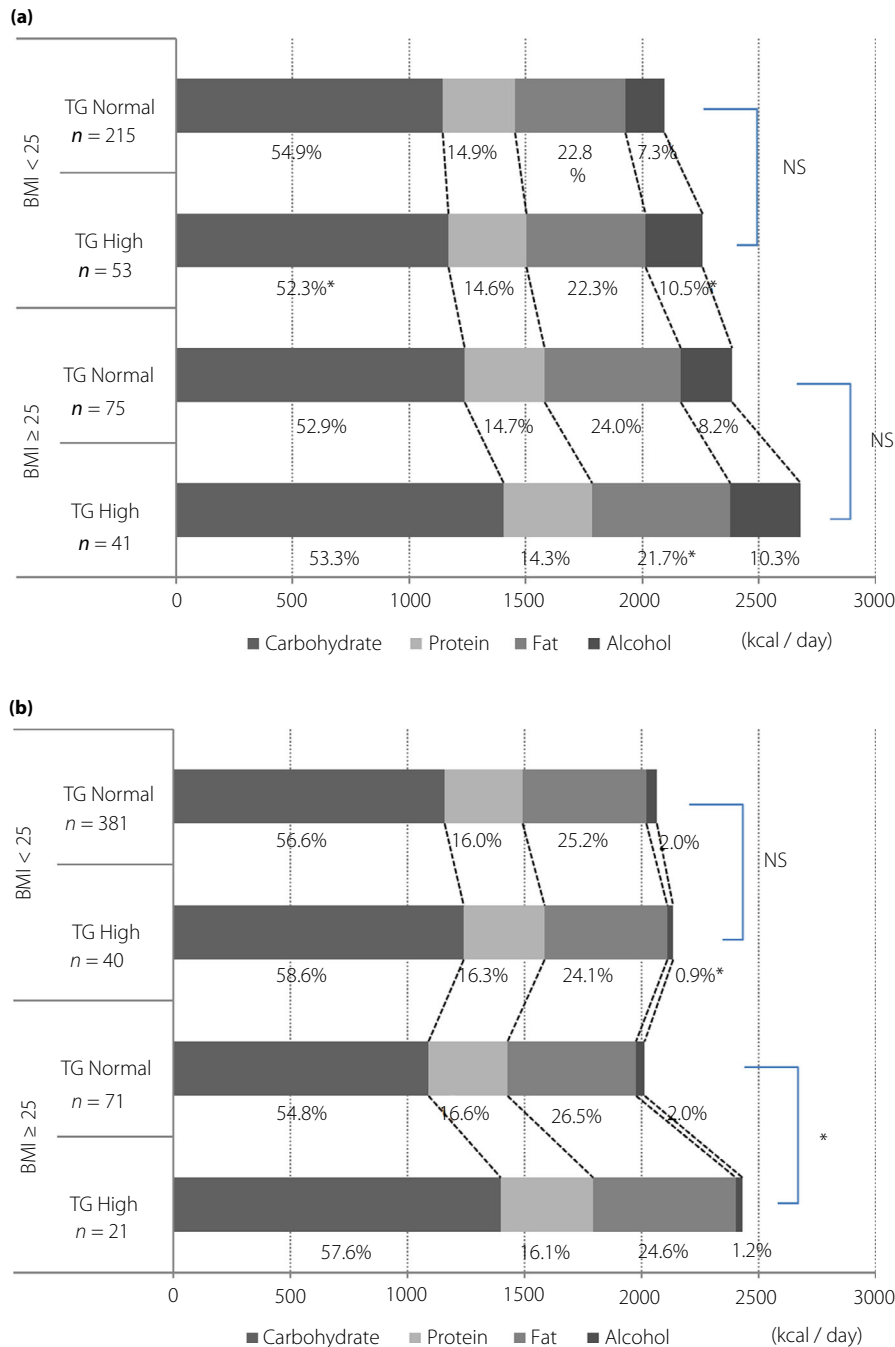 (a)
BMI < 25
TG Normal
n = 215
54.9% 14.9% 22.8 % 7.3%
NS
TG High
n = 53
52.3%* 14.6% 22.3% 10.5%*
BMI ≥ 25
TG Normal
n = 75
52.9% 14.7% 24.0% 8.2%
NS
TG High
n = 41
53.3% 14.3% 21.7%* 10.3%
0 500 1000 1500 2000 2500 3000
Carbohydrate Protein Fat Alcohol (kcal / day)
(b)
BMI < 25
TG Normal
n = 381
56.6% 16.0% 25.2% 2.0%
NS
TG High
n = 40
58.6% 16.3% 24.1% 0.9%*
BMI ≥ 25
TG Normal
n = 71
54.8% 16.6% 26.5% 2.0%
*
TG High
n = 21
57.6% 16.1% 24.6% 1.2%
0 500 1000 1500 2000 2500 3000
Carbohydrate Protein Fat Alcohol (kcal / day)